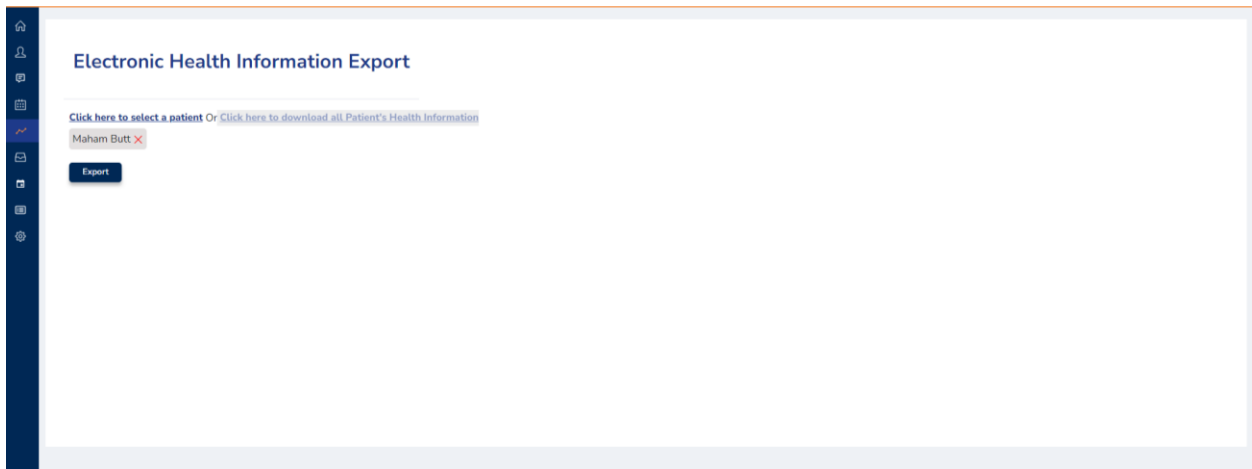 Electronic Health Information Export
Click here to select a patient Or Click here to download all Patient's Health Information
Maham Butt
Export